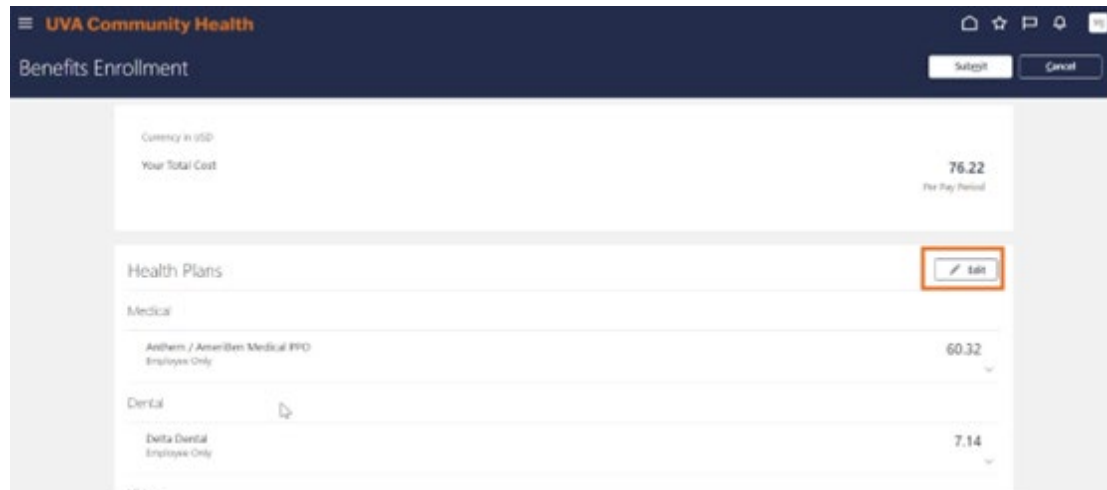 UVA Community Health
Benefits Enrollment
Submit
Cancel
Currency in USD
Your Total Cost
76.22
Per Pay Period
Health Plans
Edit
Medical
Anthem / AmeriBen Medical PPO
60.32
Employee Only
Dental
Delta Dental
7.14
Employee Only